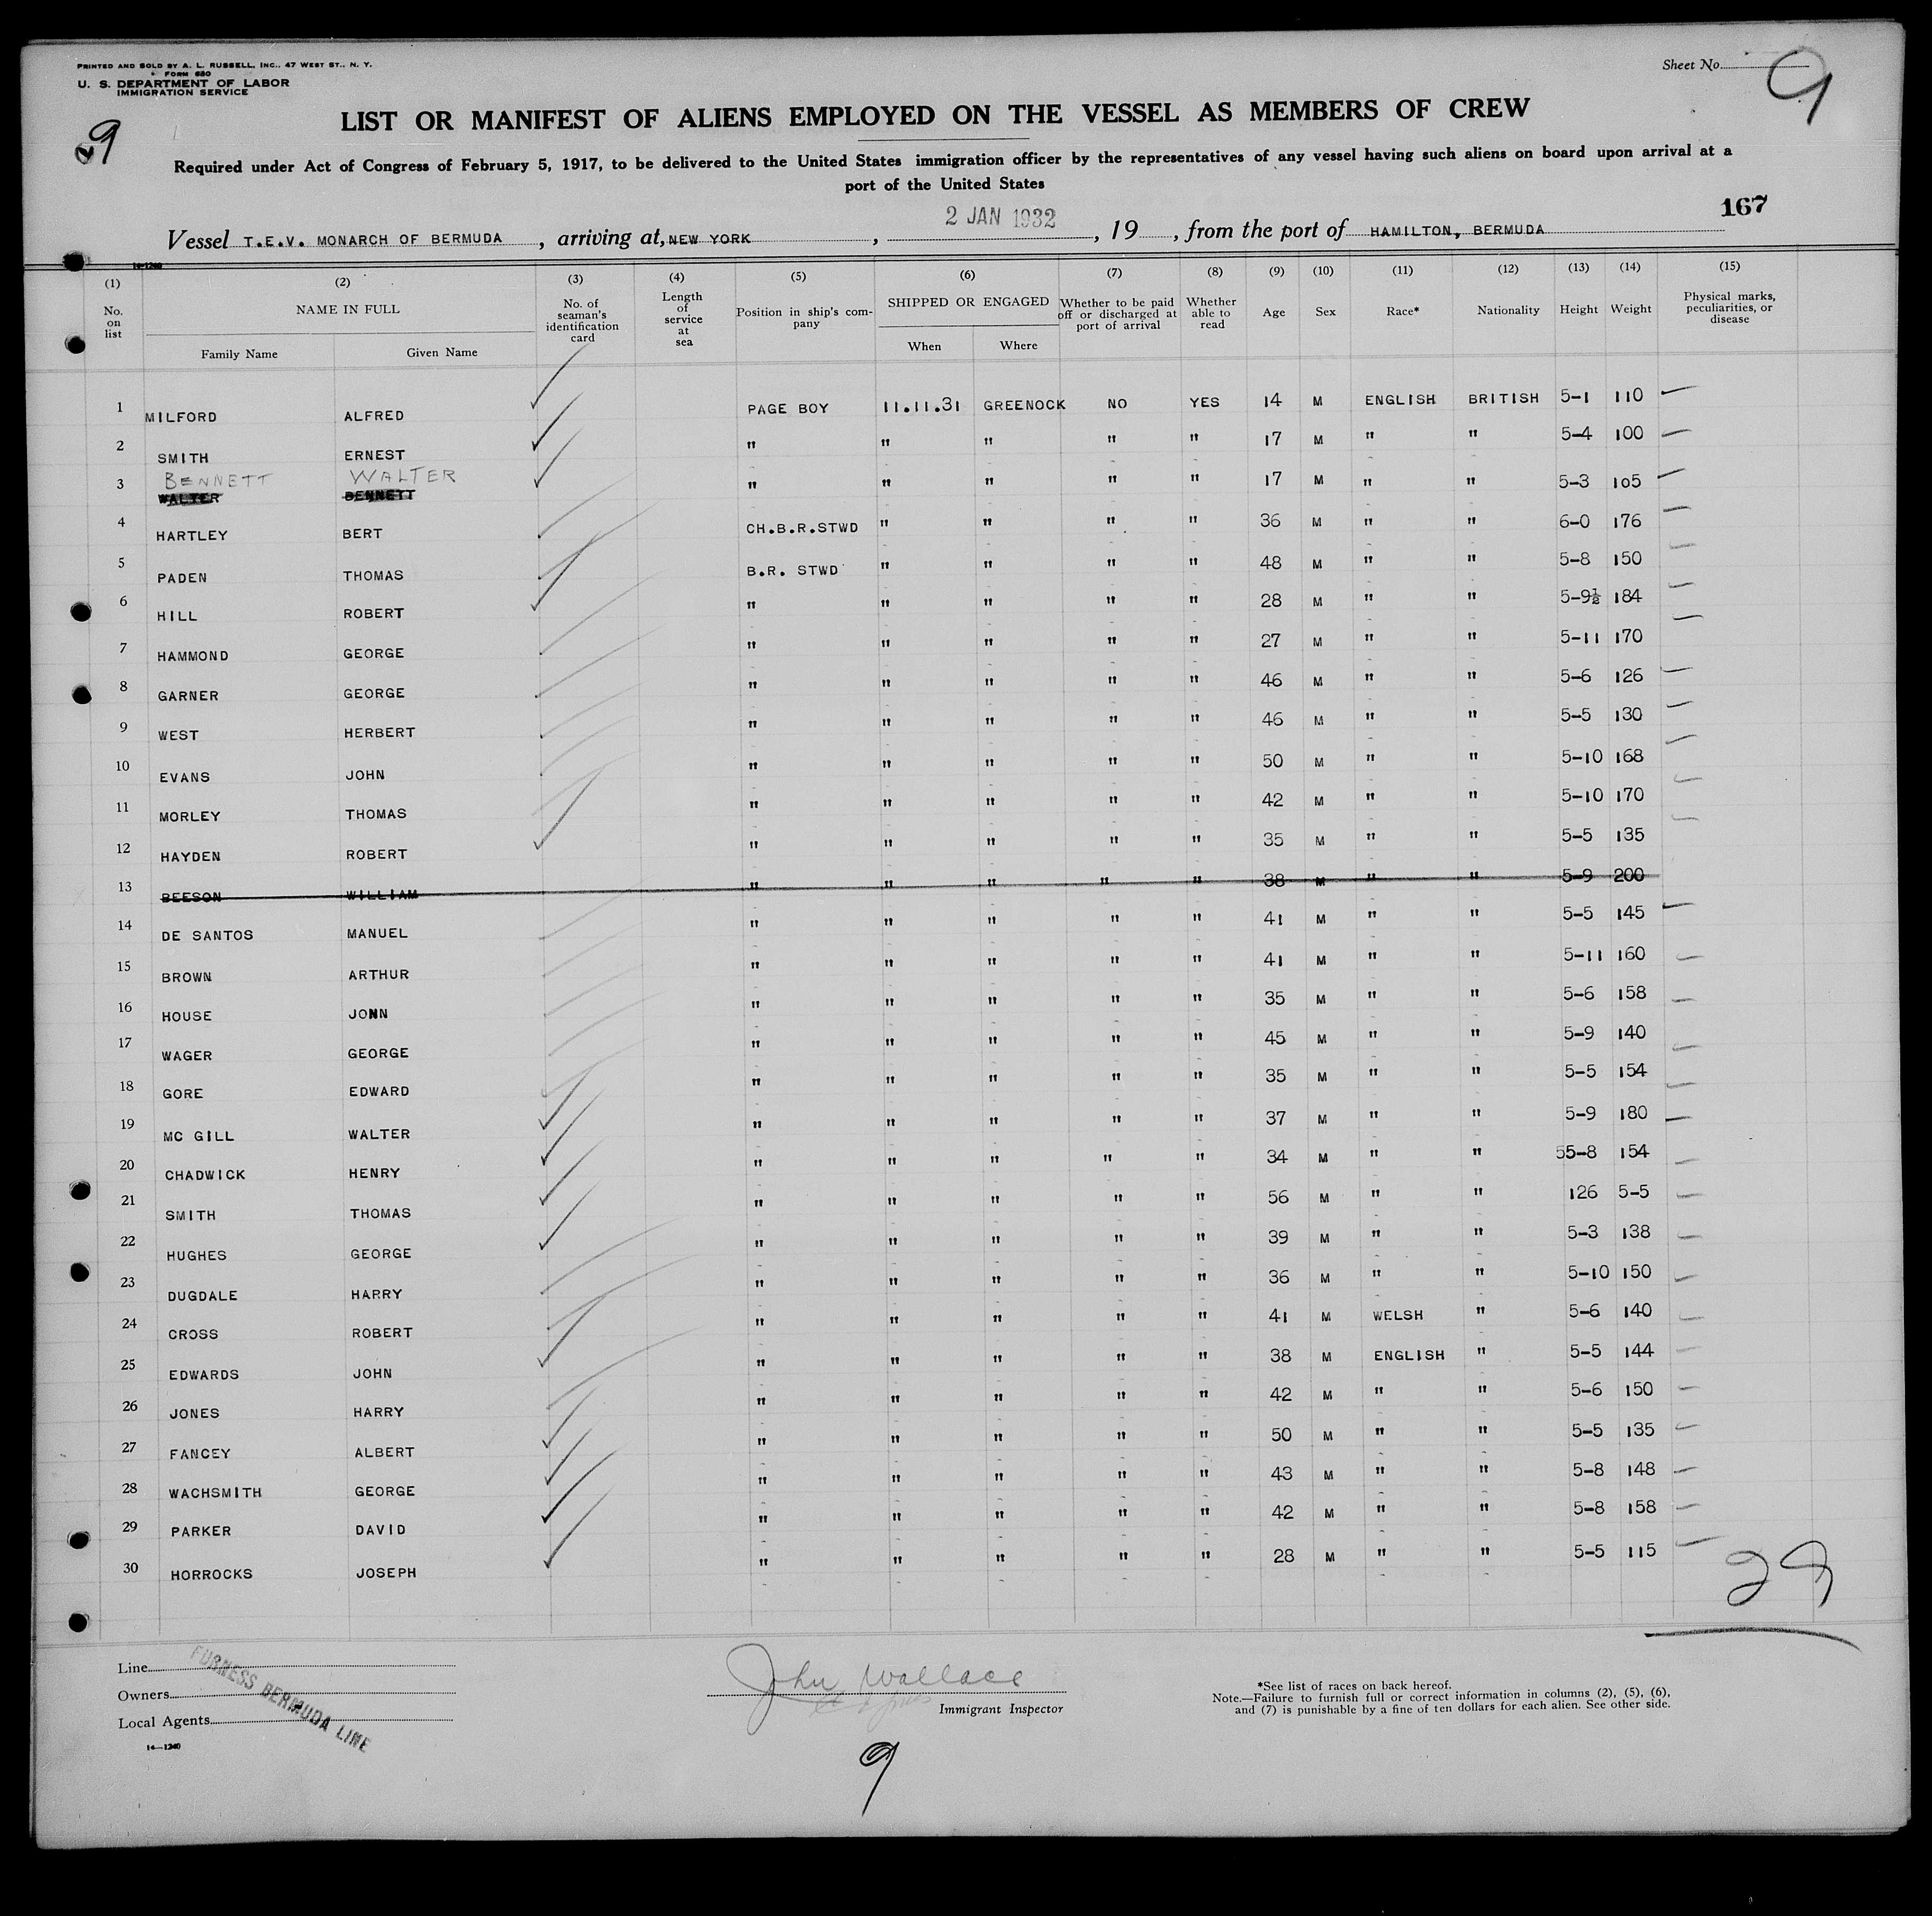 PRINTED AND SOLD BY A. L. RUSSELL, INC., 47 WEST ST., N. Y.
FORM 680
U. S. DEPARTMENT OF LABOR
IMMIGRATION SERVICE
Sheet No. 9
9
LIST OR MANIFEST OF ALIENS EMPLOYED ON THE VESSEL AS MEMBERS OF CREW
Required under Act of Congress of February 5, 1917, to be delivered to the United States immigration officer by the representatives of any vessel having such aliens on board upon arrival at a
port of the United States
167
Vessel T.E.V. MONARCH OF BERMUDA, arriving at, NEW YORK, 2 JAN 1932, 19, from the port of HAMILTON, BERMUDA
14-1240
(1) (2) (3) (4) (5) (6) (7) (8) (9) (10) (11) (12) (13) (14) (15)
No. on list NAME IN FULL Family Name Given Name No. of seaman's identification card Length of service at sea Position in ship's company SHIPPED OR ENGAGED When Where Whether to be paid off or discharged at port of arrival Whether able to read Age Sex Race* Nationality Height Weight Physical marks, peculiarities, or disease
1 MILFORD ALFRED PAGE BOY 11.11.31 GREENOCK NO YES 14 M ENGLISH BRITISH 5-1 110
2 SMITH ERNEST " " " " " 17 M " " 5-4 100
3 BENNETT WALTER " " " " " 17 M " " 5-3 105
WALTER BENNETT
4 HARTLEY BERT CH.B.R.STWD " " " " 36 M " " 6-0 176
5 PADEN THOMAS B.R. STWD " " " " 48 M " " 5-8 150
6 HILL ROBERT " " " " " 28 M " " 5-9½ 184
7 HAMMOND GEORGE " " " " " 27 M " " 5-11 170
8 GARNER GEORGE " " " " " 46 M " " 5-6 126
9 WEST HERBERT " " " " " 46 M " " 5-5 130
10 EVANS JOHN " " " " " 50 M " " 5-10 168
11 MORLEY THOMAS " " " " " 42 M " " 5-10 170
12 HAYDEN ROBERT " " " " " 35 M " " 5-5 135
13 BEESON WILLIAM " " " " " 38 M " " 5-9 200
14 DE SANTOS MANUEL " " " " " 41 M " " 5-5 145
15 BROWN ARTHUR " " " " " 41 M " " 5-11 160
16 HOUSE JONN " " " " " 35 M " " 5-6 158
17 WAGER GEORGE " " " " " 45 M " " 5-9 140
18 GORE EDWARD " " " " " 35 M " " 5-5 154
19 MC GILL WALTER " " " " " 37 M " " 5-9 180
20 CHADWICK HENRY " " " " " 34 M " " 55-8 154
21 SMITH THOMAS " " " " " 56 M " " 126 5-5
22 HUGHES GEORGE " " " " " 39 M " " 5-3 138
23 DUGDALE HARRY " " " " " 36 M " " 5-10 150
24 CROSS ROBERT " " " " " 41 M WELSH " 5-6 140
25 EDWARDS JOHN " " " " " 38 M ENGLISH " 5-5 144
26 JONES HARRY " " " " " 42 M " " 5-6 150
27 FANCEY ALBERT " " " " " 50 M " " 5-5 135
28 WACHSMITH GEORGE " " " " " 43 M " " 5-8 148
29 PARKER DAVID " " " " " 42 M " " 5-8 158
30 HORROCKS JOSEPH " " " " " 28 M " " 5-5 115
29
Line
Owners
Local Agents
FURNESS BERMUDA LINE
14-1240
John Wallace
Immigrant Inspector
*See list of races on back hereof.
Note.—Failure to furnish full or correct information in columns (2), (5), (6),
and (7) is punishable by a fine of ten dollars for each alien. See other side.
9